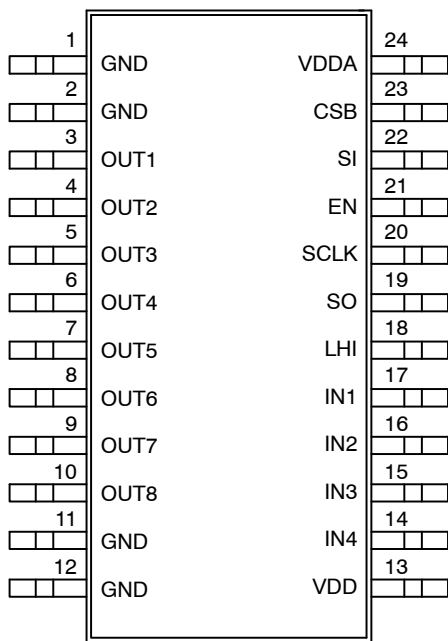 1 24
GND VDDA
2 23
GND CSB
3 22
OUT1 SI
4 21
OUT2 EN
5 20
OUT3 SCLK
6 19
OUT4 SO
7 18
OUT5 LHI
8 17
OUT6 IN1
9 16
OUT7 IN2
10 15
OUT8 IN3
11 14
GND IN4
12 13
GND VDD